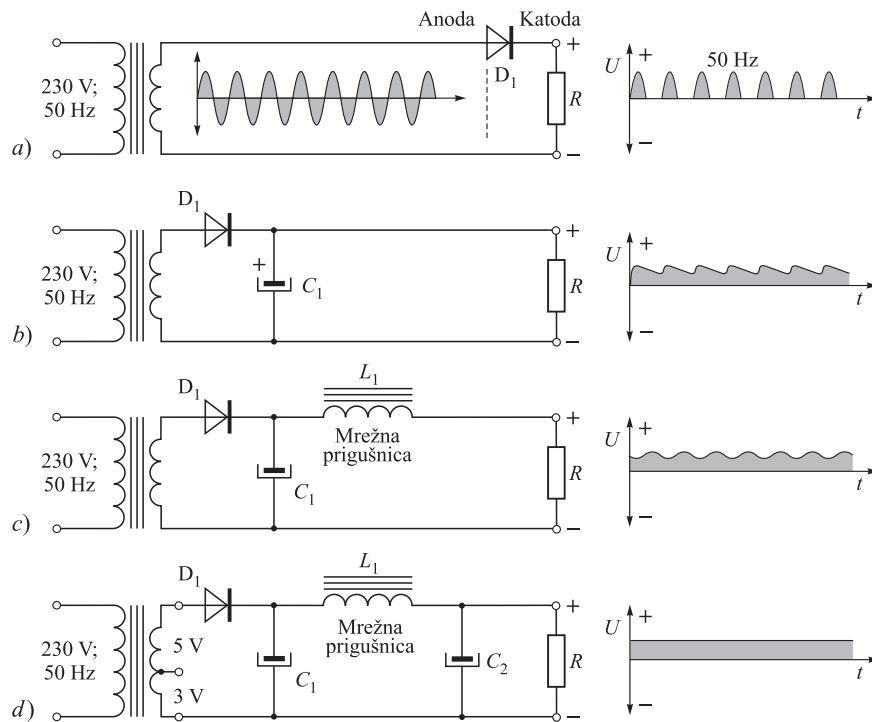 Anoda Katoda
230 V;
50 Hz
D1
R
+
−
U
+
−
50 Hz
t
a)
230 V;
50 Hz
D1
+
C1
R
+
−
U
+
−
t
b)
230 V;
50 Hz
D1
C1
L1
Mrežna
prigušnica
R
+
−
U
+
−
t
c)
230 V;
50 Hz
5 V
3 V
D1
C1
L1
Mrežna
prigušnica
C2
R
+
−
U
+
−
t
d)